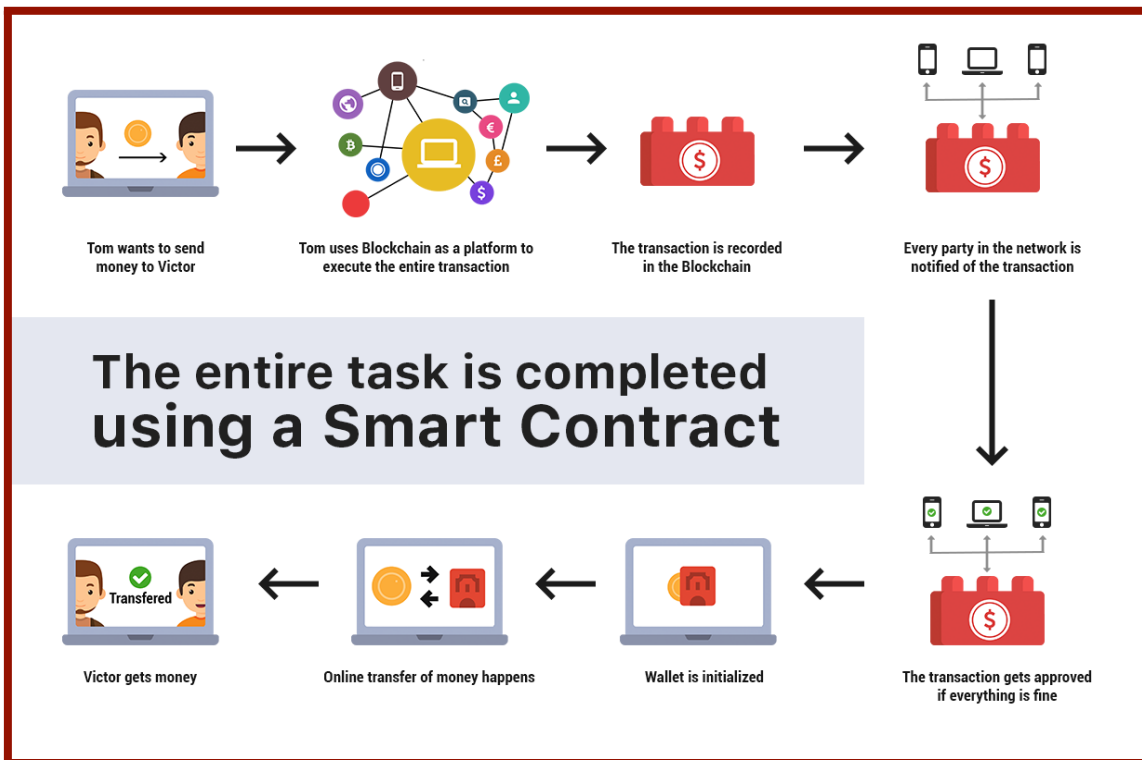 Tom wants to send
money to Victor
Tom uses Blockchain as a platform to
execute the entire transaction
The transaction is recorded
in the Blockchain
Every party in the network is
notified of the transaction
The entire task is completed
using a Smart Contract
Transfered
Victor gets money
Online transfer of money happens
Wallet is initialized
The transaction gets approved
if everything is fine